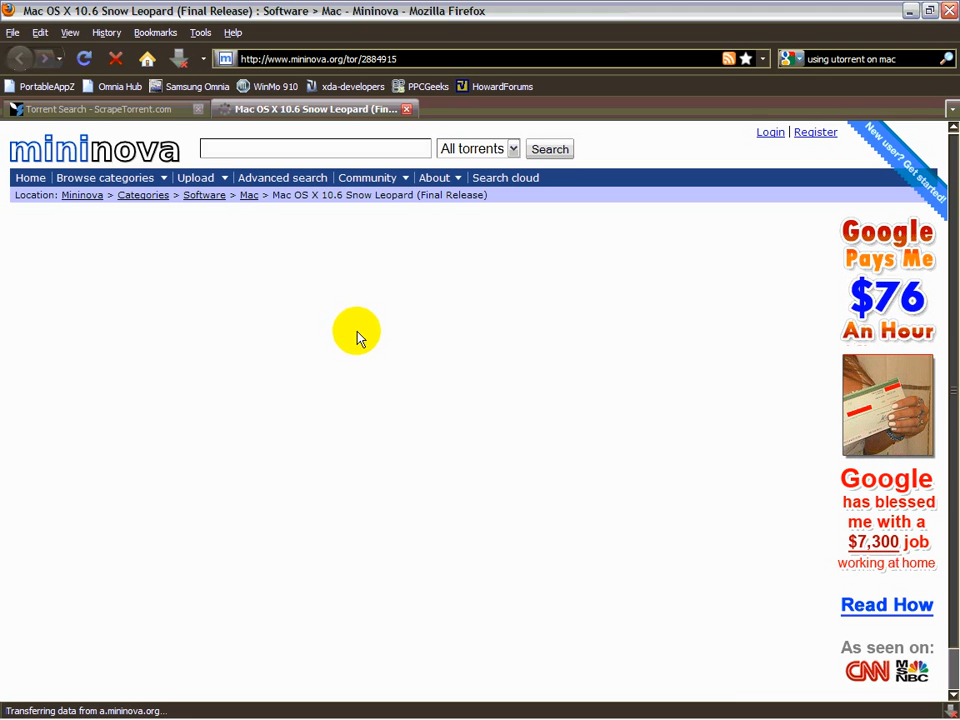 Mac OS X 10.6 Snow Leopard (Final Release) : Software > Mac - Mininova - Mozilla Firefox
File Edit View History Bookmarks Tools Help
m http://www.mininova.org/tor/2884915 using utorrent on mac
PortableAppZ Omnia Hub Samsung Omnia WinMo 910 xda-developers PPCGeeks HowardForums
Torrent Search - ScrapeTorrent.com Mac OS X 10.6 Snow Leopard (Fin...
mininova All torrents Search Login | Register
New user? Get started!
Home Browse categories Upload Advanced search Community About Search cloud
Location: Mininova > Categories > Software > Mac > Mac OS X 10.6 Snow Leopard (Final Release)
Google
Pays Me
$76
An Hour
Google
has blessed
me with a
$7,300 job
working at home
Read How
As seen on:
CNN MSNBC
Transferring data from a.mininova.org...